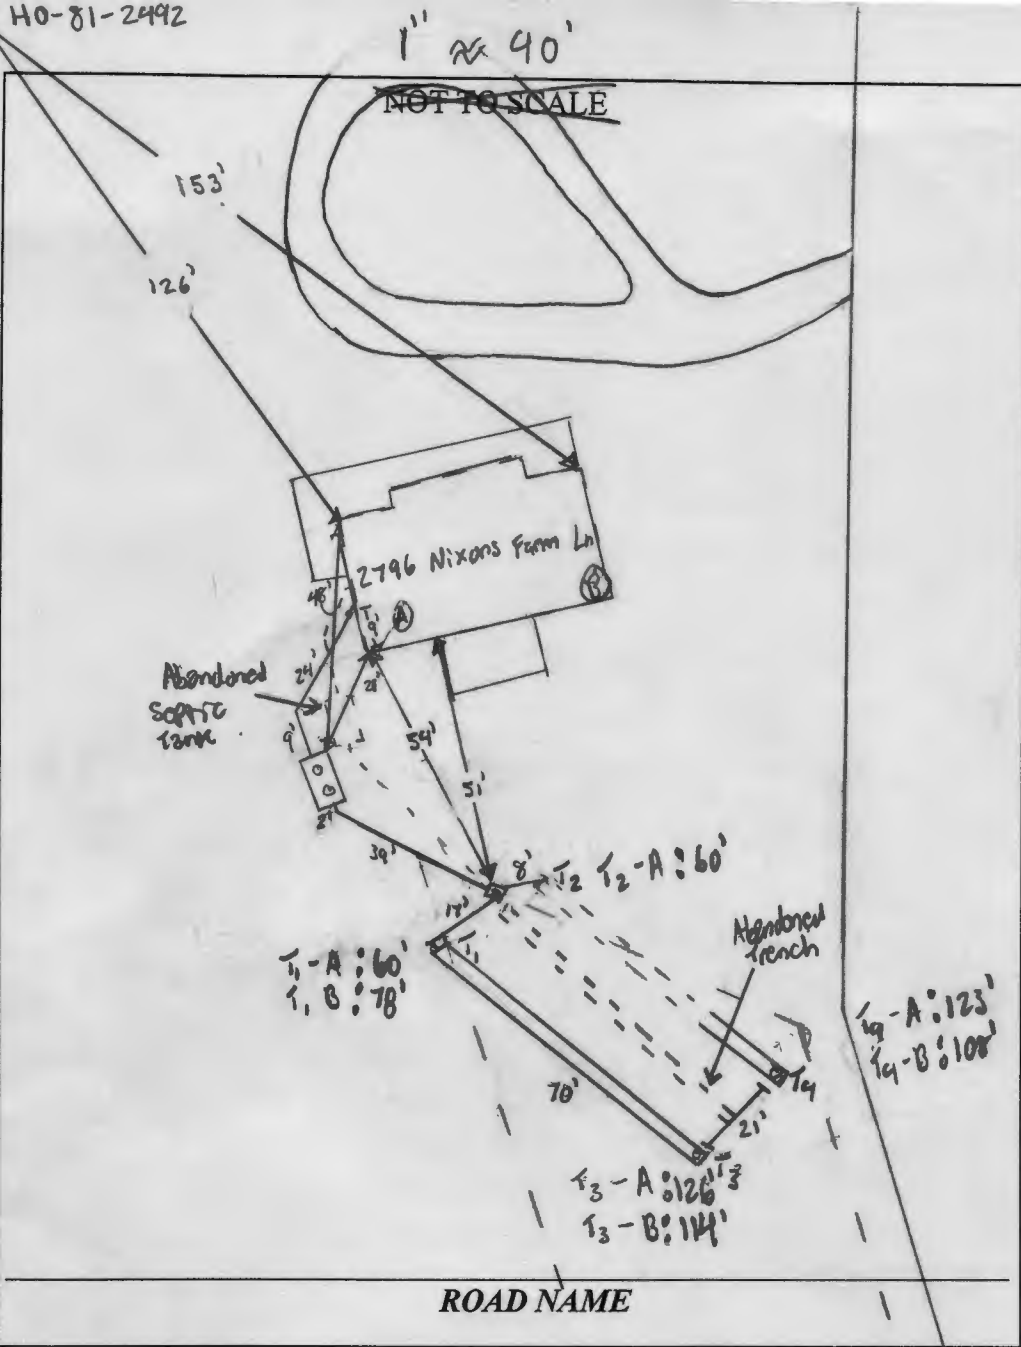 HO-81-2492
1" ≈ 40'
NOT TO SCALE
153'
126'
2796 Nixons Farm Ln
B
48'
9'
A
24'
28'
Abandoned
Septic
Tank
9'
54'
51'
39'
8'
T2 T2-A: 60'
T1
T1-A: 60'
T1 B: 78'
Abandoned
Trench
T4-A: 123'
T4-B: 108'
70'
T4
21'
T3
T3-A: 126'
T3-B: 114'
ROAD NAME